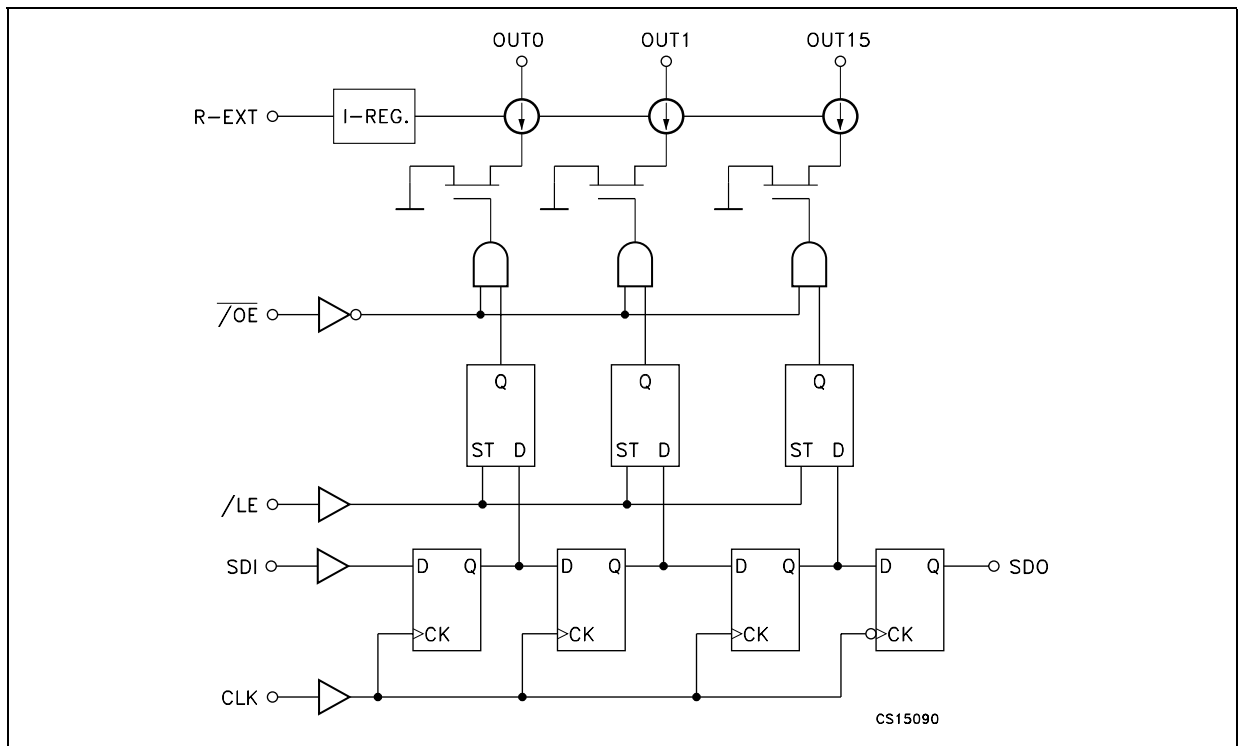 OUT0 OUT1 OUT15
R-EXT I-REG.
/OE
Q Q Q
ST D ST D ST D
/LE
SDI D Q D Q D Q D Q SDO
CK CK CK CK
CLK
CS15090